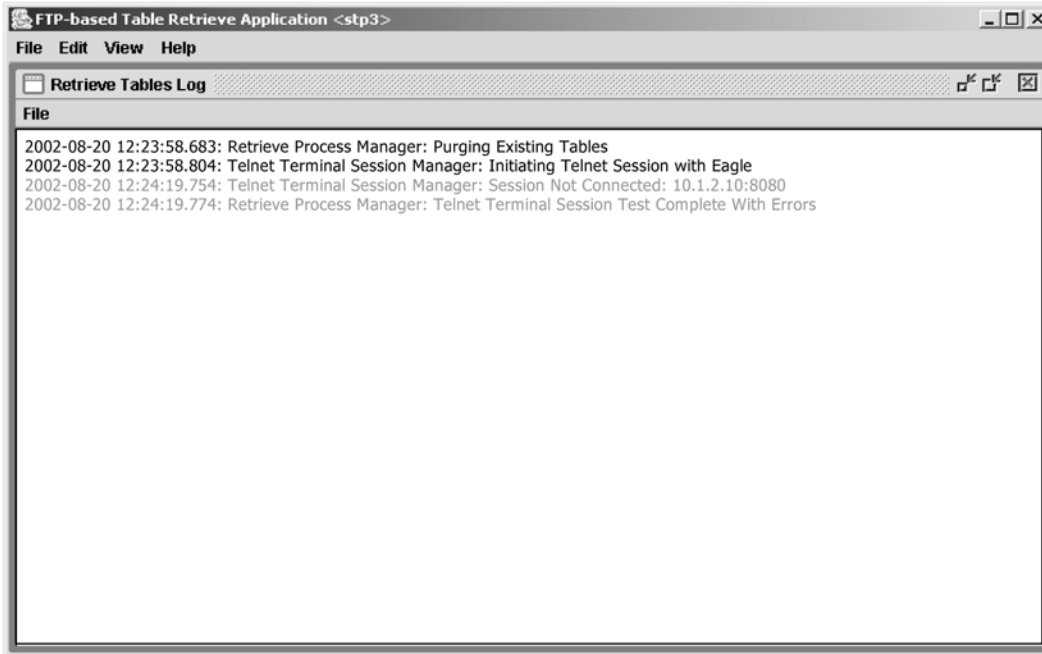 FTP-based Table Retrieve Application <stp3>
File Edit View Help
Retrieve Tables Log
File
2002-08-20 12:23:58.683: Retrieve Process Manager: Purging Existing Tables
2002-08-20 12:23:58.804: Telnet Terminal Session Manager: Initiating Telnet Session with Eagle
2002-08-20 12:24:19.754: Telnet Terminal Session Manager: Session Not Connected: 10.1.2.10:8080
2002-08-20 12:24:19.774: Retrieve Process Manager: Telnet Terminal Session Test Complete With Errors